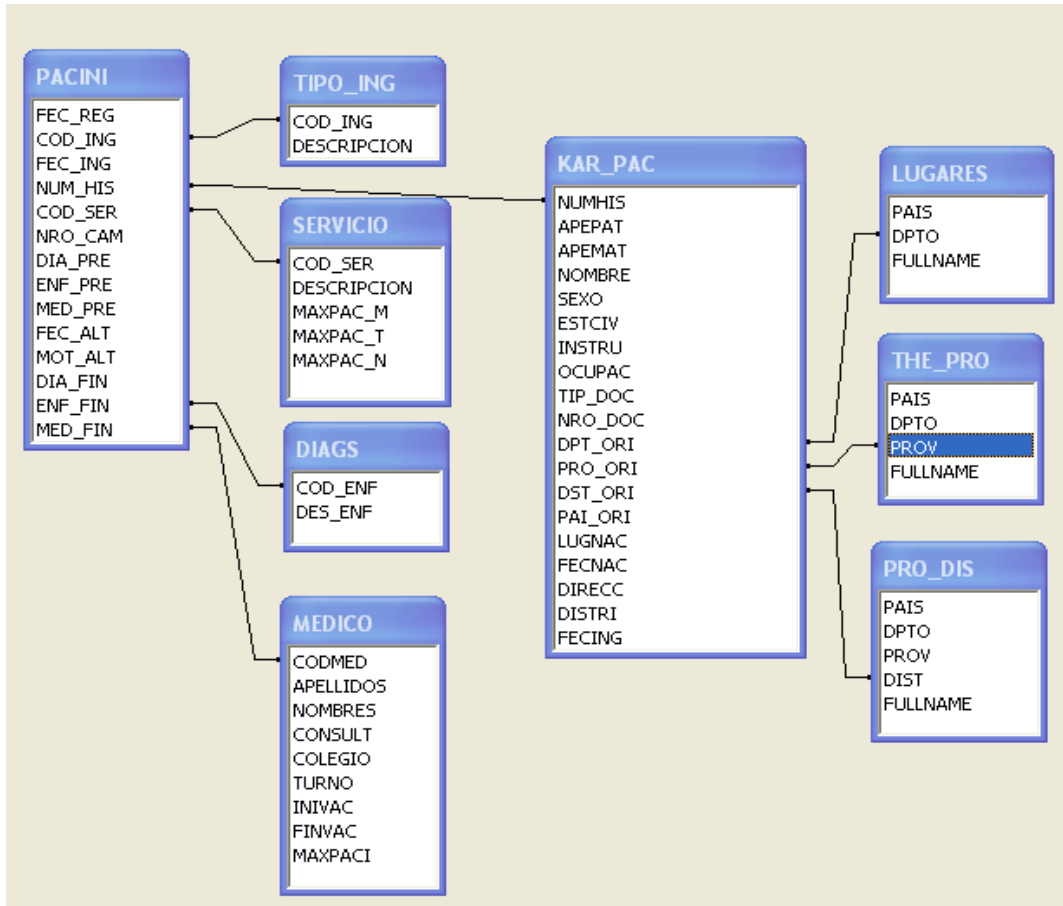 PACINI
FEC_REG
COD_ING
FEC_ING
NUM_HIS
COD_SER
NRO_CAM
DIA_PRE
ENF_PRE
MED_PRE
FEC_ALT
MOT_ALT
DIA_FIN
ENF_FIN
MED_FIN
TIPO_ING
COD_ING
DESCRIPCION
SERVICIO
COD_SER
DESCRIPCION
MAXPAC_M
MAXPAC_T
MAXPAC_N
DIAGS
COD_ENF
DES_ENF
MEDICO
CODMED
APELLIDOS
NOMBRES
CONSULT
COLEGIO
TURNO
INIVAC
FINVAC
MAXPACI
KAR_PAC
NUMHIS
APEPAT
APEMAT
NOMBRE
SEXO
ESTCIV
INSTRU
OCUPAC
TIP_DOC
NRO_DOC
DPT_ORI
PRO_ORI
DST_ORI
PAI_ORI
LUGNAC
FECNAC
DIRECC
DISTRI
FECING
LUGARES
PAIS
DPTO
FULLNAME
THE_PRO
PAIS
DPTO
PROV
FULLNAME
PRO_DIS
PAIS
DPTO
PROV
DIST
FULLNAME